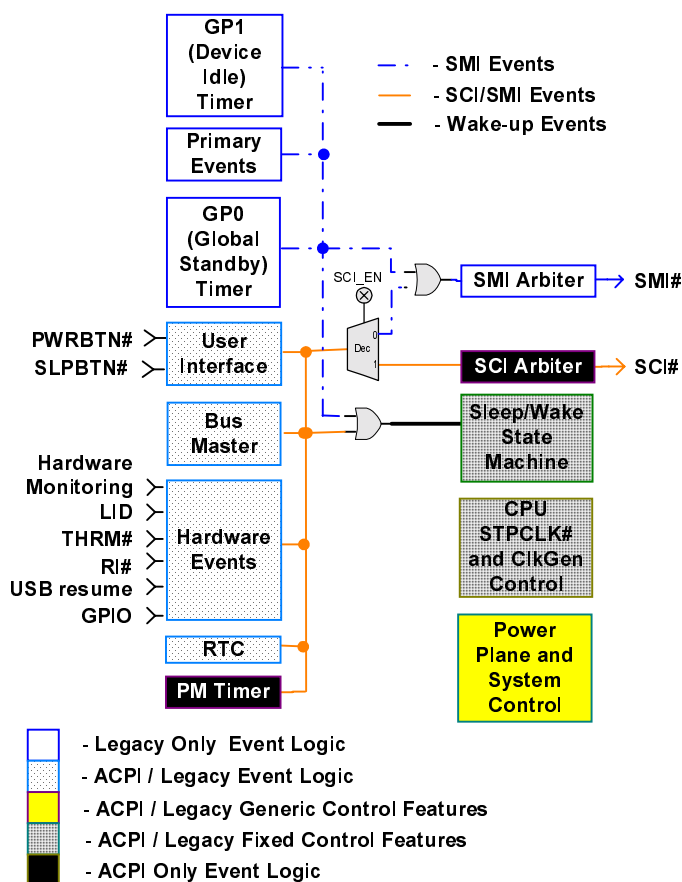 GP1
(Device
Idle)
Timer
- SMI Events
- SCI/SMI Events
- Wake-up Events
Primary
Events
GP0
(Global
Standby)
Timer
SCI_EN
SMI Arbiter
SMI#
PWRBTN#
SLPBTN#
User
Interface
Dec
0
1
SCI Arbiter
SCI#
Bus
Master
Sleep/Wake
State
Machine
Hardware
Monitoring
LID
THRM#
RI#
USB resume
GPIO
Hardware
Events
CPU
STPCLK#
and ClkGen
Control
RTC
PM Timer
Power
Plane and
System
Control
- Legacy Only Event Logic
- ACPI / Legacy Event Logic
- ACPI / Legacy Generic Control Features
- ACPI / Legacy Fixed Control Features
- ACPI Only Event Logic